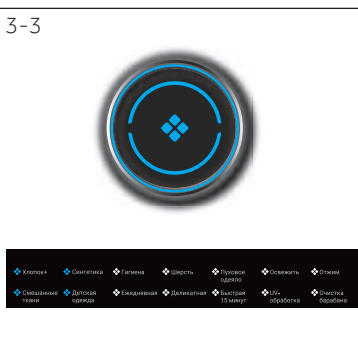 3-3
Хлопок+ Синтетика Гигиена Шерсть Пуховое одеяло Освежить Отжим
Смешанные ткани Детская одежда Ежедневная Деликатная Быстрая 15 минут UV-обработка Очистка барабана